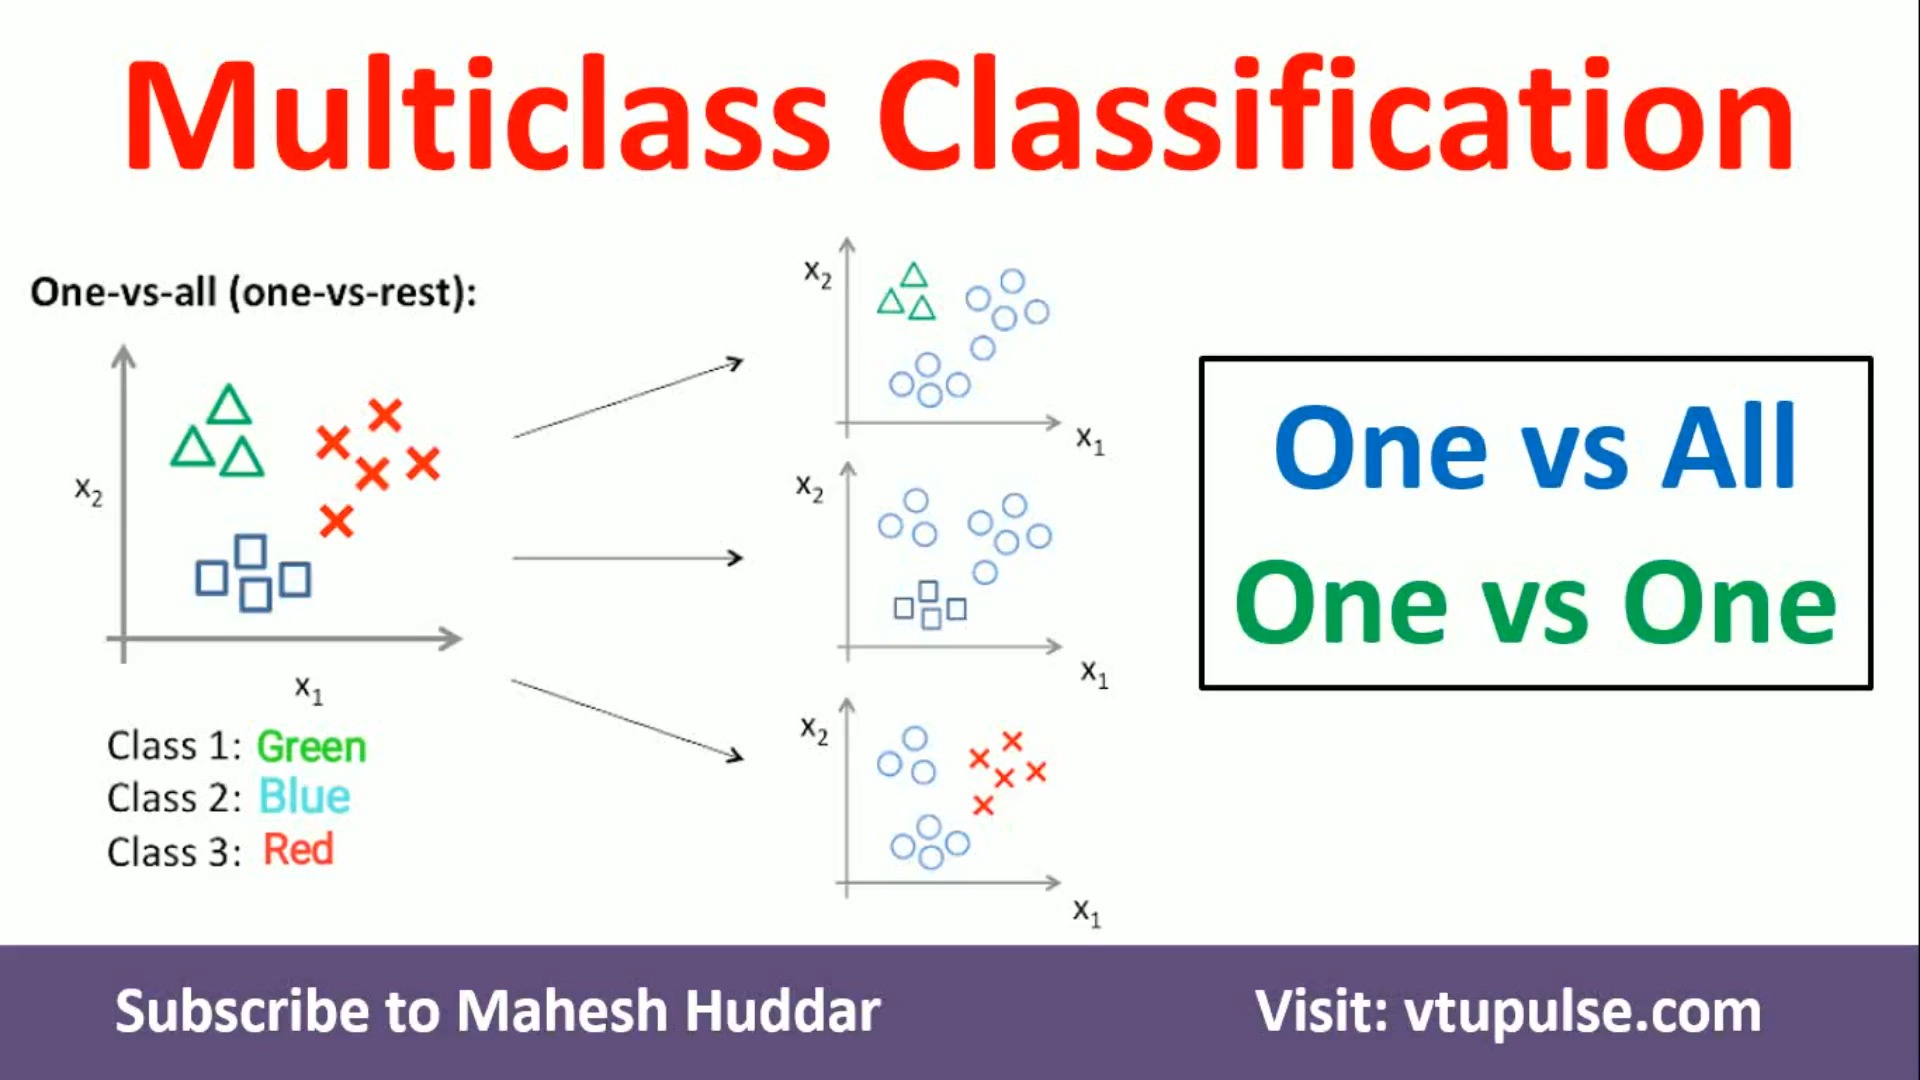 Multiclass Classification
One-vs-all (one-vs-rest):
x2
x1
Class 1: Green
Class 2: Blue
Class 3: Red
x2
x1
x2
x1
x2
x1
One vs All
One vs One
Subscribe to Mahesh Huddar
Visit: vtupulse.com